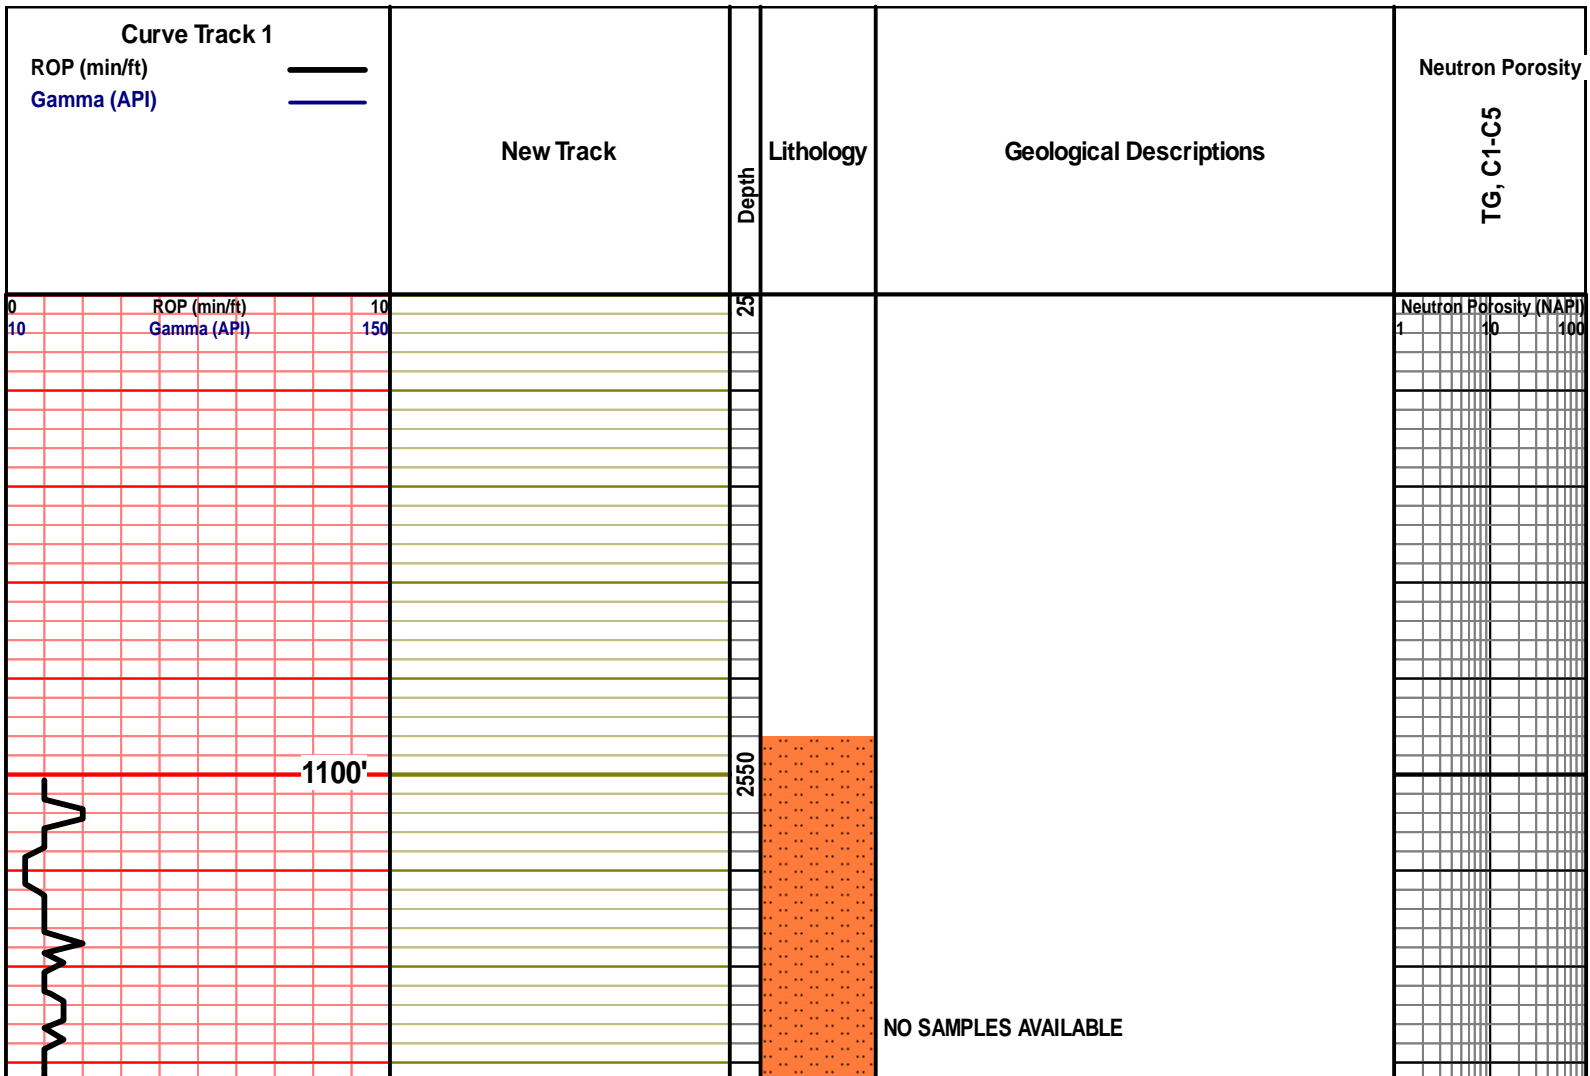 Curve Track 1
ROP (min/ft)
Gamma (API)
New Track
Depth
Lithology
Geological Descriptions
Neutron Porosity
TG, C1-C5
0 ROP (min/ft) 10
10 Gamma (API) 150
25
Neutron Porosity (NAPI)
1 10 100
1100'
2550
NO SAMPLES AVAILABLE